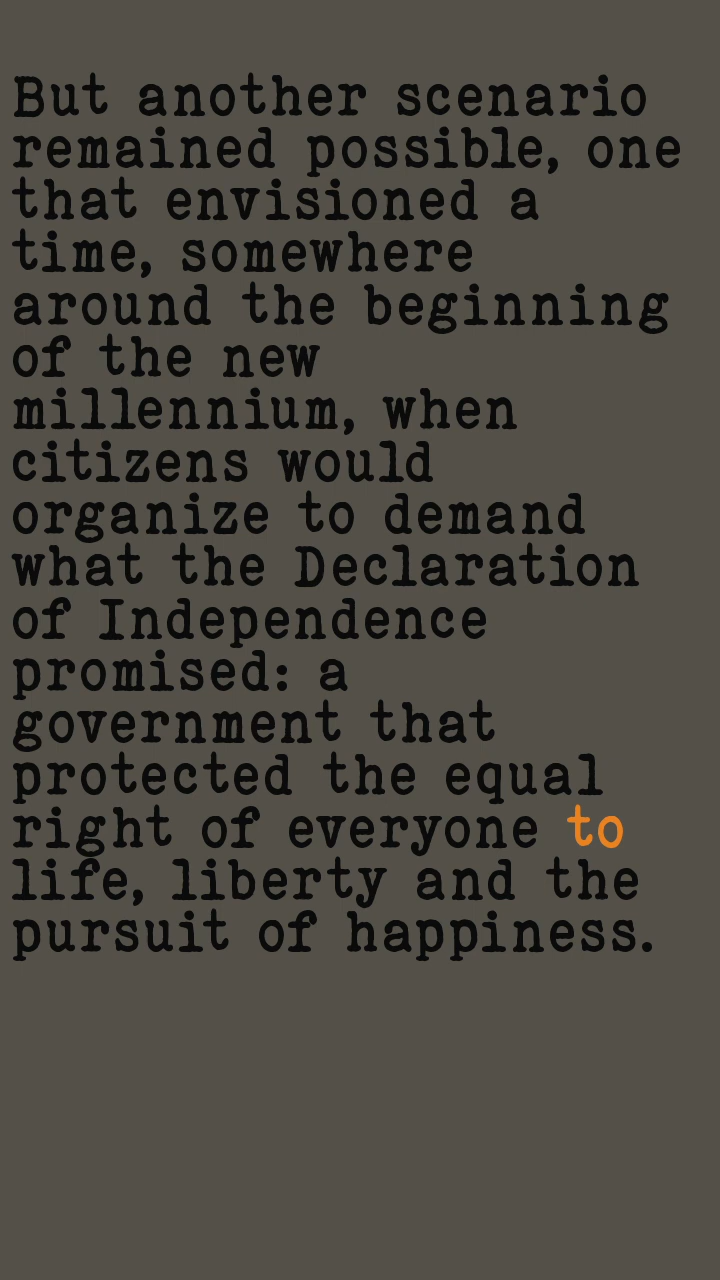 But another scenario
remained possible, one
that envisioned a
time, somewhere
around the beginning
of the new
millennium, when
citizens would
organize to demand
what the Declaration
of Independence
promised: a
government that
protected the equal
right of everyone to
life, liberty and the
pursuit of happiness.